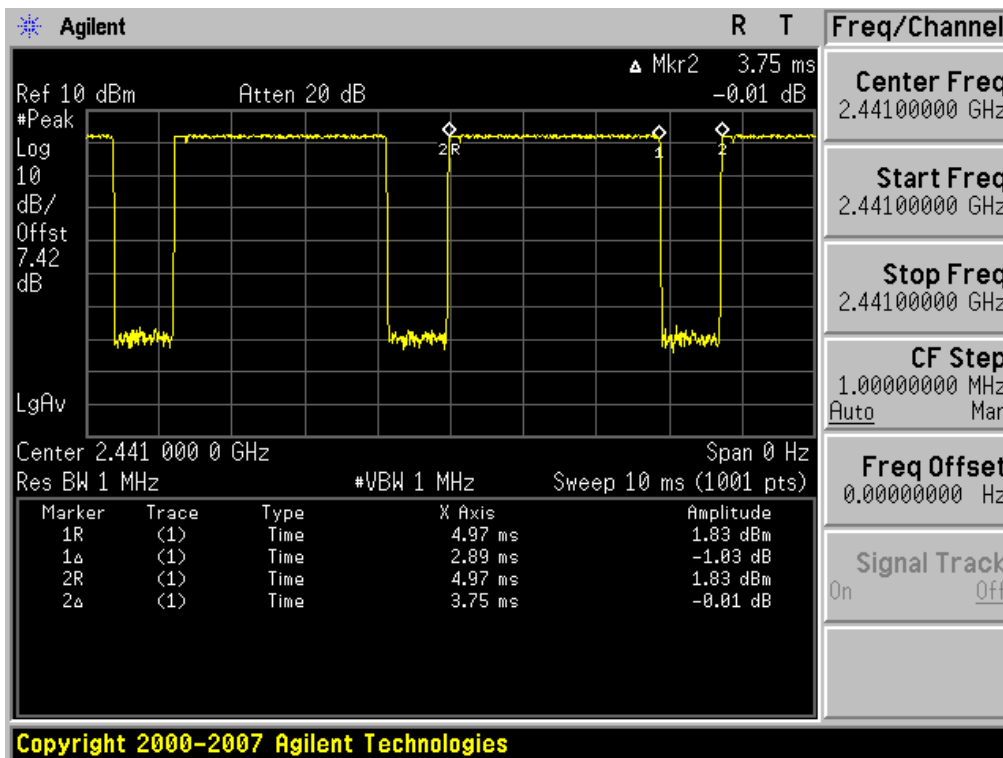 Agilent
R T
Freq/Channel
Δ Mkr2 3.75 ms
Ref 10 dBm Atten 20 dB -0.01 dB
#Peak
Log
10
dB/
Offst
7.42
dB
LgAv
2R
1
2
Center 2.441 000 0 GHz Span 0 Hz
Res BW 1 MHz #VBW 1 MHz Sweep 10 ms (1001 pts)
Marker Trace Type X Axis Amplitude
1R (1) Time 4.97 ms 1.83 dBm
1Δ (1) Time 2.89 ms -1.03 dB
2R (1) Time 4.97 ms 1.83 dBm
2Δ (1) Time 3.75 ms -0.01 dB
Center Freq
2.44100000 GHz
Start Freq
2.44100000 GHz
Stop Freq
2.44100000 GHz
CF Step
1.00000000 MHz
Auto Man
Freq Offset
0.00000000 Hz
Signal Track
On Off
Copyright 2000-2007 Agilent Technologies